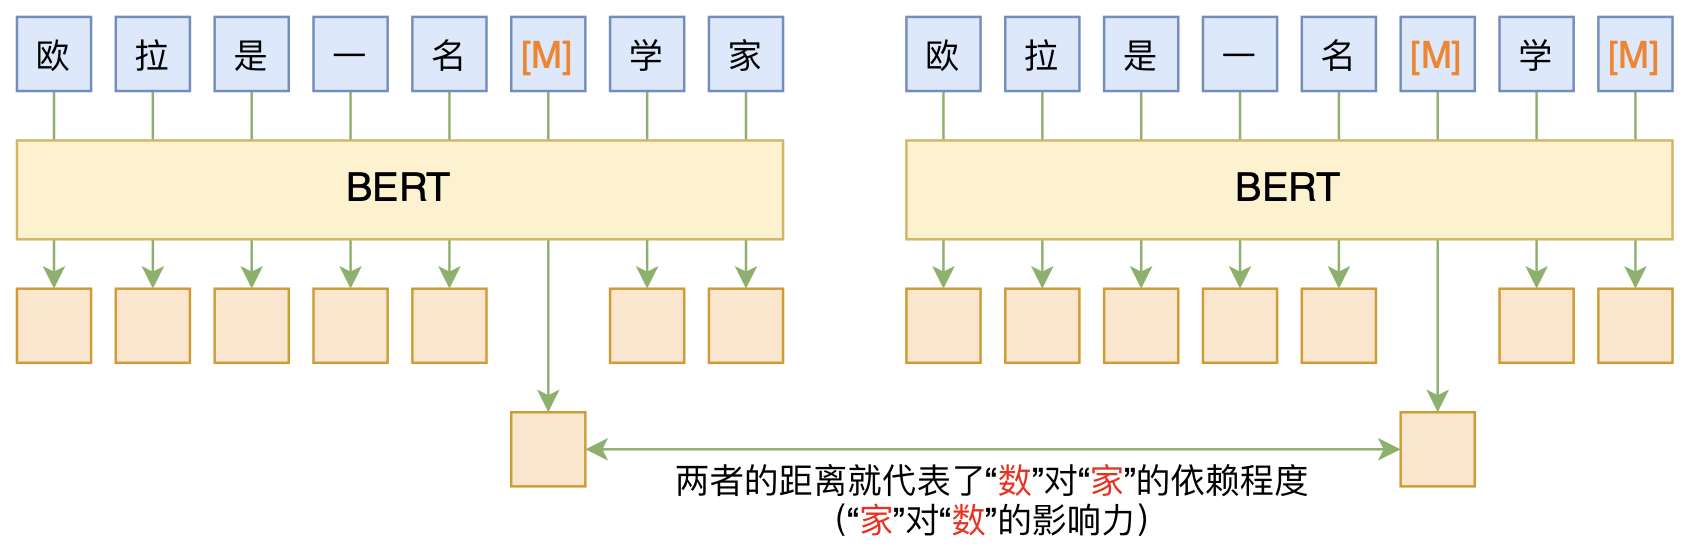 欧 拉 是 一 名 [M] 学 家
欧 拉 是 一 名 [M] 学 [M]
BERT
BERT
两者的距离就代表了“数”对“家”的依赖程度
(“家”对“数”的影响力)